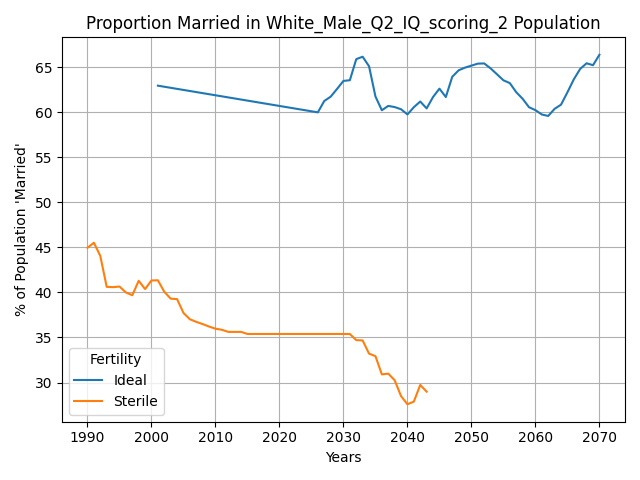 Proportion Married in White_Male_Q2_IQ_scoring_2 Population
% of Population 'Married'
65
60
55
50
45
40
35
30
Fertility
Ideal
Sterile
1990 2000 2010 2020 2030 2040 2050 2060 2070
Years